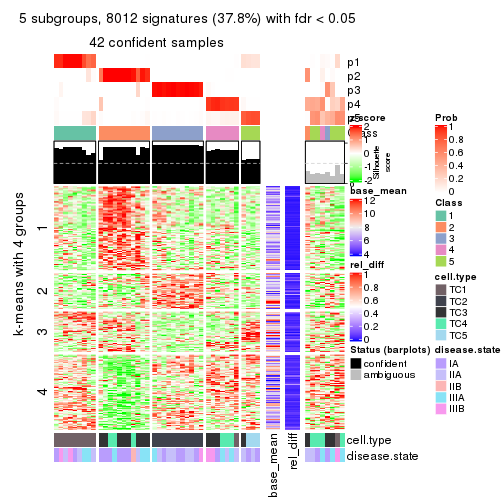 5 subgroups, 8012 signatures (37.8%) with fdr < 0.05
42 confident samples
p1
p2
p3
p4
p5
Class
Silhouette
score
k-means with 4 groups
1
2
3
4
z-score
2
1
0
-1
-2
base_mean
12
10
8
6
4
rel_diff
1
0.8
0.6
0.4
0.2
0
Status (barplots)
confident
ambiguous
Prob
1
0.8
0.6
0.4
0.2
0
Class
1
2
3
4
5
cell.type
TC1
TC2
TC3
TC4
TC5
disease.state
IA
IIA
IIB
IIIA
IIIB
cell.type
disease.state
base_mean
rel_diff